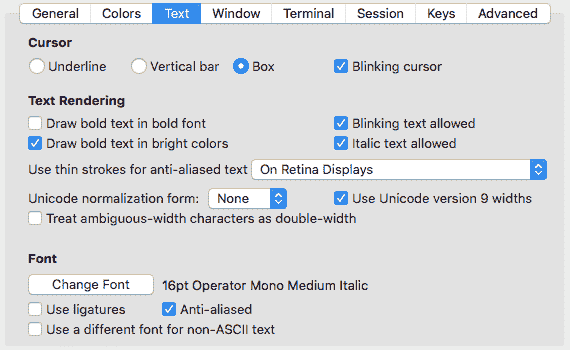 General Colors Text Window Terminal Session Keys Advanced
Cursor
Underline Vertical bar Box Blinking cursor
Text Rendering
Draw bold text in bold font Blinking text allowed
Draw bold text in bright colors Italic text allowed
Use thin strokes for anti-aliased text On Retina Displays
Unicode normalization form: None Use Unicode version 9 widths
Treat ambiguous-width characters as double-width
Font
Change Font 16pt Operator Mono Medium Italic
Use ligatures Anti-aliased
Use a different font for non-ASCII text